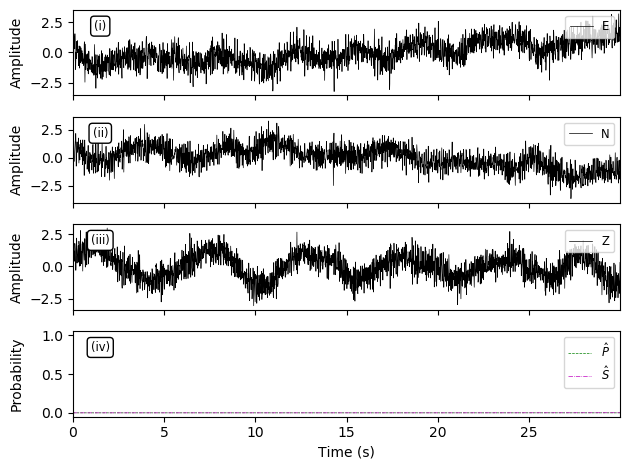 2.5
0.0
−2.5
Amplitude
(i)
E
2.5
0.0
−2.5
Amplitude
(ii)
N
2.5
0.0
−2.5
Amplitude
(iii)
Z
1.0
0.5
0.0
Probability
(iv)
P̂
Ŝ
0 5 10 15 20 25
Time (s)